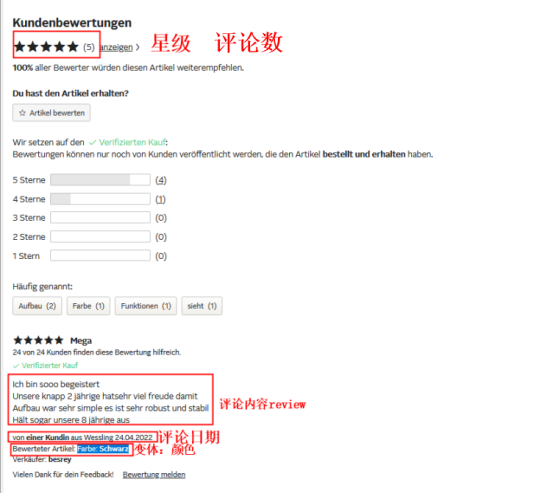 Kundenbewertungen
★★★★★ (5) anzeigen > 星级 评论数
100% aller Bewerter würden diesen Artikel weiterempfehlen.
Du hast den Artikel erhalten?
☆ Artikel bewerten
Wir setzen auf den ✓ Verifizierten Kauf:
Bewertungen können nur noch von Kunden veröffentlicht werden, die den Artikel bestellt und erhalten haben.
5 Sterne (4)
4 Sterne (1)
3 Sterne (0)
2 Sterne (0)
1 Stern (0)
Häufig genannt:
Aufbau (2) Farbe (1) Funktionen (1) sieht (1)
★★★★★ Mega
24 von 24 Kunden finden diese Bewertung hilfreich.
✓ Verifizierter Kauf
Ich bin sooo begeistert
Unsere knapp 2 jährige hatsehr viel freude damit
Aufbau war sehr simple es ist sehr robust und stabil
评论内容review
Hält sogar unsere 8 jährige aus
von einer Kundin aus Wessling 24.04.2022 评论日期
Bewerteter Artikel: Farbe: Schwarz 变体：颜色
Verkäufer: besrey
Vielen Dank für dein Feedback! Bewertung melden